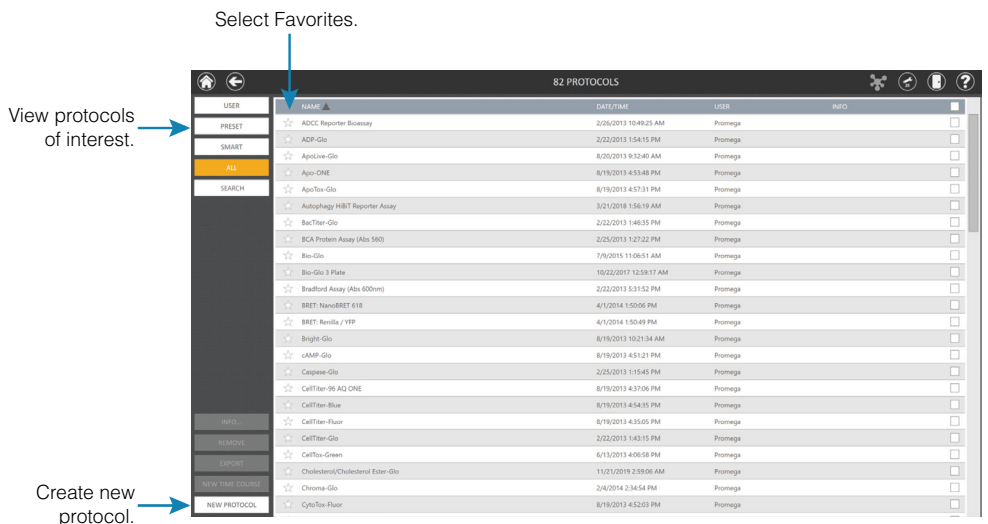 Select Favorites.
82 PROTOCOLS
View protocols
of interest.
USER
PRESET
SMART
ALL
SEARCH
INFO...
REMOVE
EXPORT
NEW TIME COURSE
NEW PROTOCOL
Create new
protocol.
NAME DATE/TIME USER INFO
ADCC Reporter Bioassay 2/26/2013 10:49:25 AM Promega
ADP-Glo 2/22/2013 1:54:15 PM Promega
ApoLive-Glo 8/20/2013 9:32:40 AM Promega
Apo-ONE 8/19/2013 4:53:48 PM Promega
ApoTox-Glo 8/19/2013 4:57:31 PM Promega
Autophagy HiBiT Reporter Assay 3/21/2018 1:56:19 AM Promega
BacTiter-Glo 2/22/2013 1:46:35 PM Promega
BCA Protein Assay (Abs 560) 2/25/2013 1:27:22 PM Promega
Bio-Glo 7/9/2015 11:06:51 AM Promega
Bio-Glo 3 Plate 10/22/2017 12:59:17 AM Promega
Bradford Assay (Abs 600nm) 2/22/2013 5:31:52 PM Promega
BRET: NanoBRET 618 4/1/2014 1:50:06 PM Promega
BRET: Renilla / YFP 4/1/2014 1:50:49 PM Promega
Bright-Glo 8/19/2013 10:21:34 AM Promega
cAMP-Glo 8/19/2013 4:51:21 PM Promega
Caspase-Glo 2/25/2013 1:15:45 PM Promega
CellTiter-96 AQ ONE 8/19/2013 4:37:06 PM Promega
CellTiter-Blue 8/19/2013 4:54:35 PM Promega
CellTiter-Fluor 8/19/2013 4:35:05 PM Promega
CellTiter-Glo 2/22/2013 1:43:15 PM Promega
CellTox-Green 6/13/2013 4:06:58 PM Promega
Cholesterol/Cholesterol Ester-Glo 11/21/2019 2:59:06 AM Promega
Chroma-Glo 2/4/2014 2:34:54 PM Promega
CytoTox-Fluor 8/19/2013 4:52:03 PM Promega